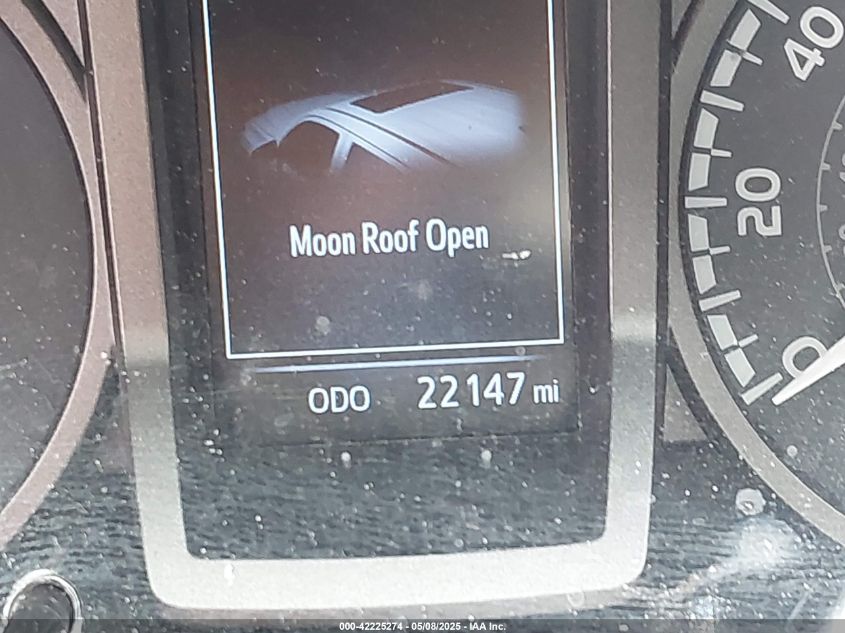 40
20
0
Moon Roof Open
ODO 22147 mi
000-42225274 - 05/08/2025 - IAA Inc.